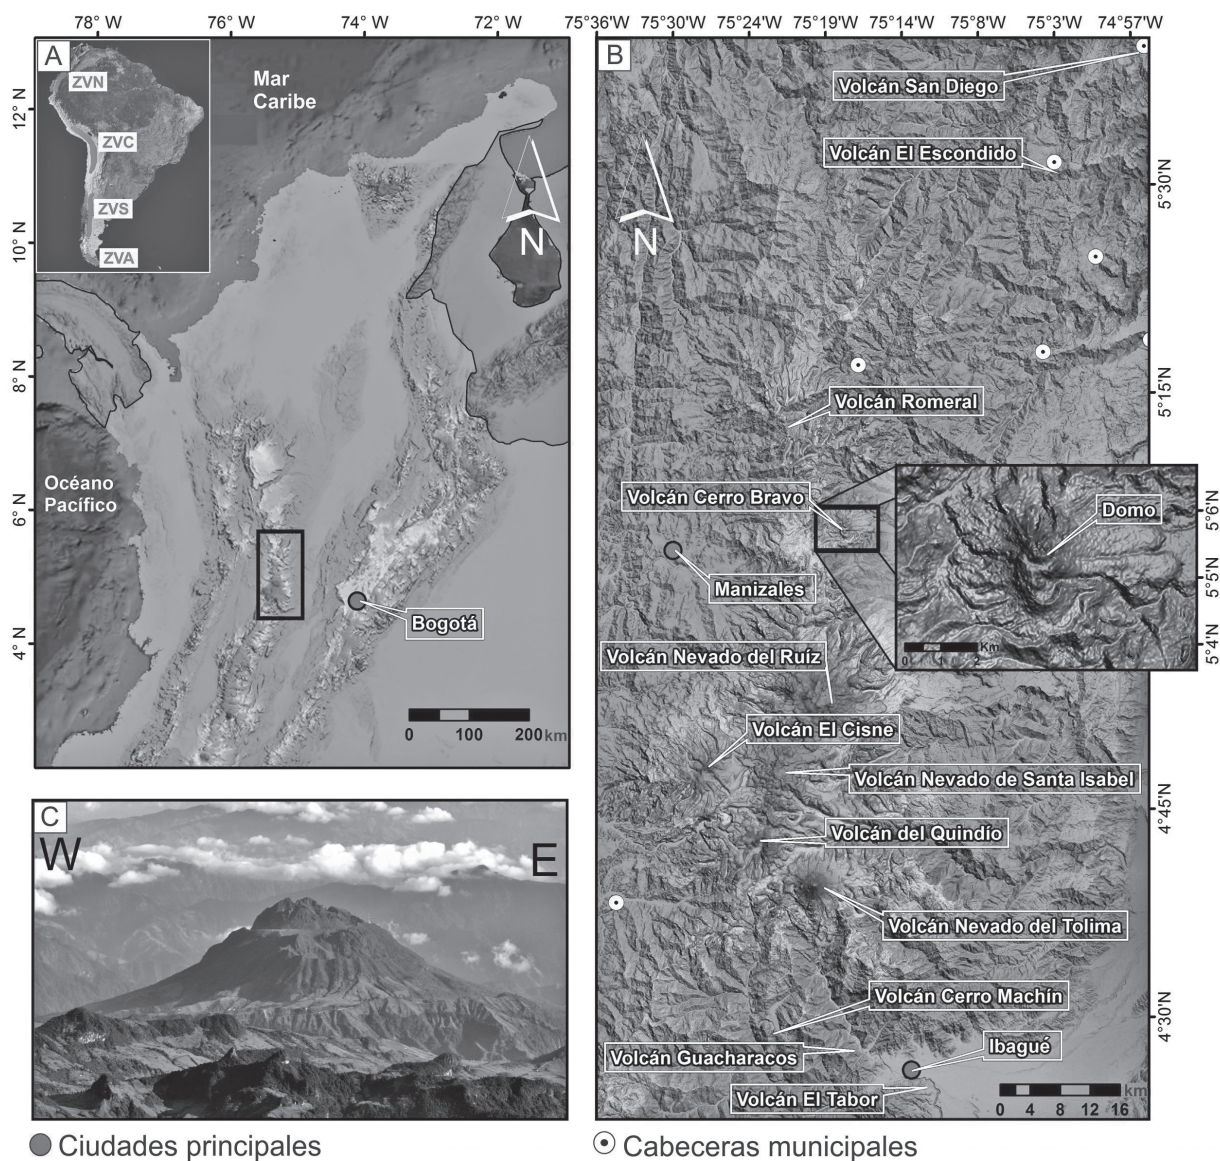 78° W
76° W
74° W
72° W
75°36'W
75°30'W
75°24'W
75°19'W
75°14'W
75°8'W
75°3'W
74°57'W
A
ZVN
ZVC
ZVS
ZVA
Mar
Caribe
N
12° N
10° N
8° N
6° N
4° N
Océano
Pacífico
Bogotá
0 100 200 km
B
Volcán San Diego
Volcán El Escondido
N
Volcán Romeral
Volcán Cerro Bravo
Manizales
Domo
0 1 2 Km
Volcán Nevado del Ruíz
Volcán El Cisne
Volcán Nevado de Santa Isabel
Volcán del Quindío
Volcán Nevado del Tolima
Volcán Cerro Machín
Ibagué
Volcán Guacharacos
Volcán El Tabor
0 4 8 12 16 km
5°30'N
5°15'N
5°6'N
5°5'N
5°4'N
4°45'N
4°30'N
C
W
E
Ciudades principales
Cabeceras municipales